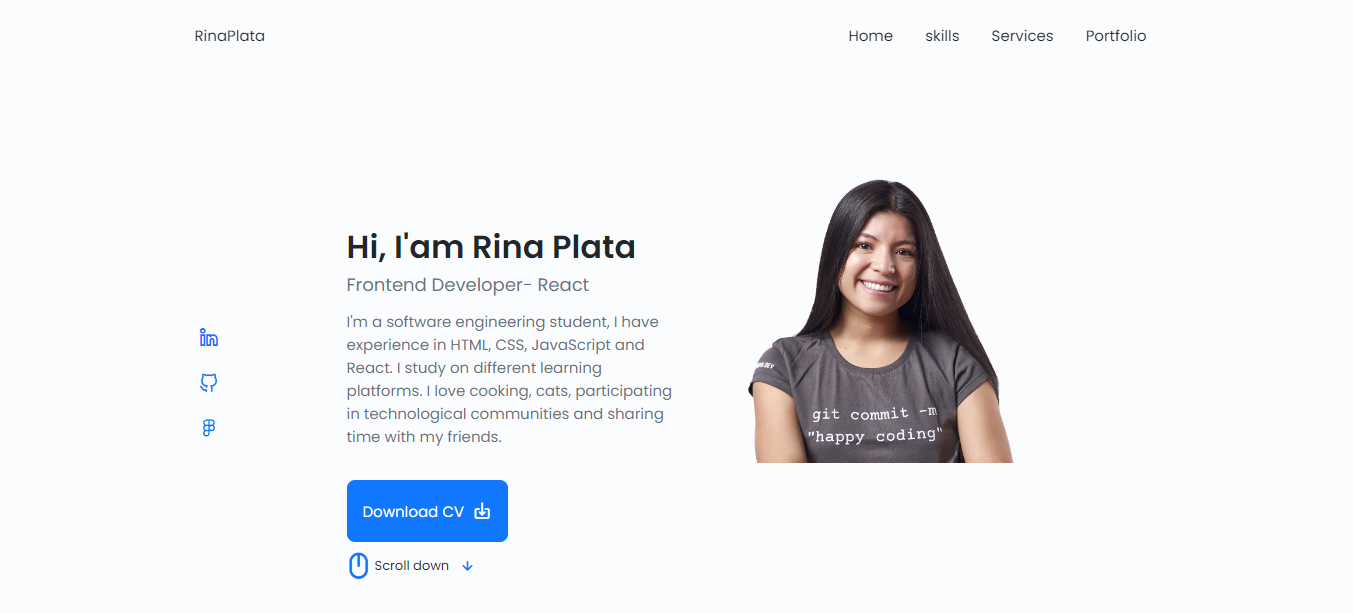 RinaPlata
Home skills Services Portfolio
Hi, I'am Rina Plata
Frontend Developer- React
I'm a software engineering student, I have
experience in HTML, CSS, JavaScript and
React. I study on different learning
platforms. I love cooking, cats, participating
in technological communities and sharing
time with my friends.
git commit -m
"happy coding"
Download CV
Scroll down